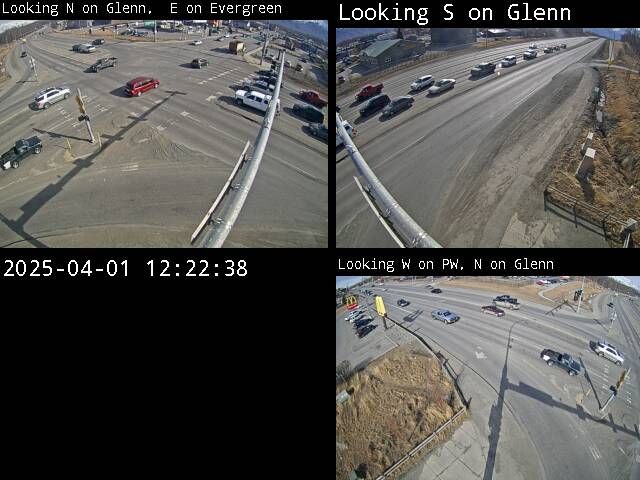 Looking N on Glenn,  E on Evergreen
Looking S on Glenn
2025-04-01 12:22:38
Looking W on PW, N on Glenn